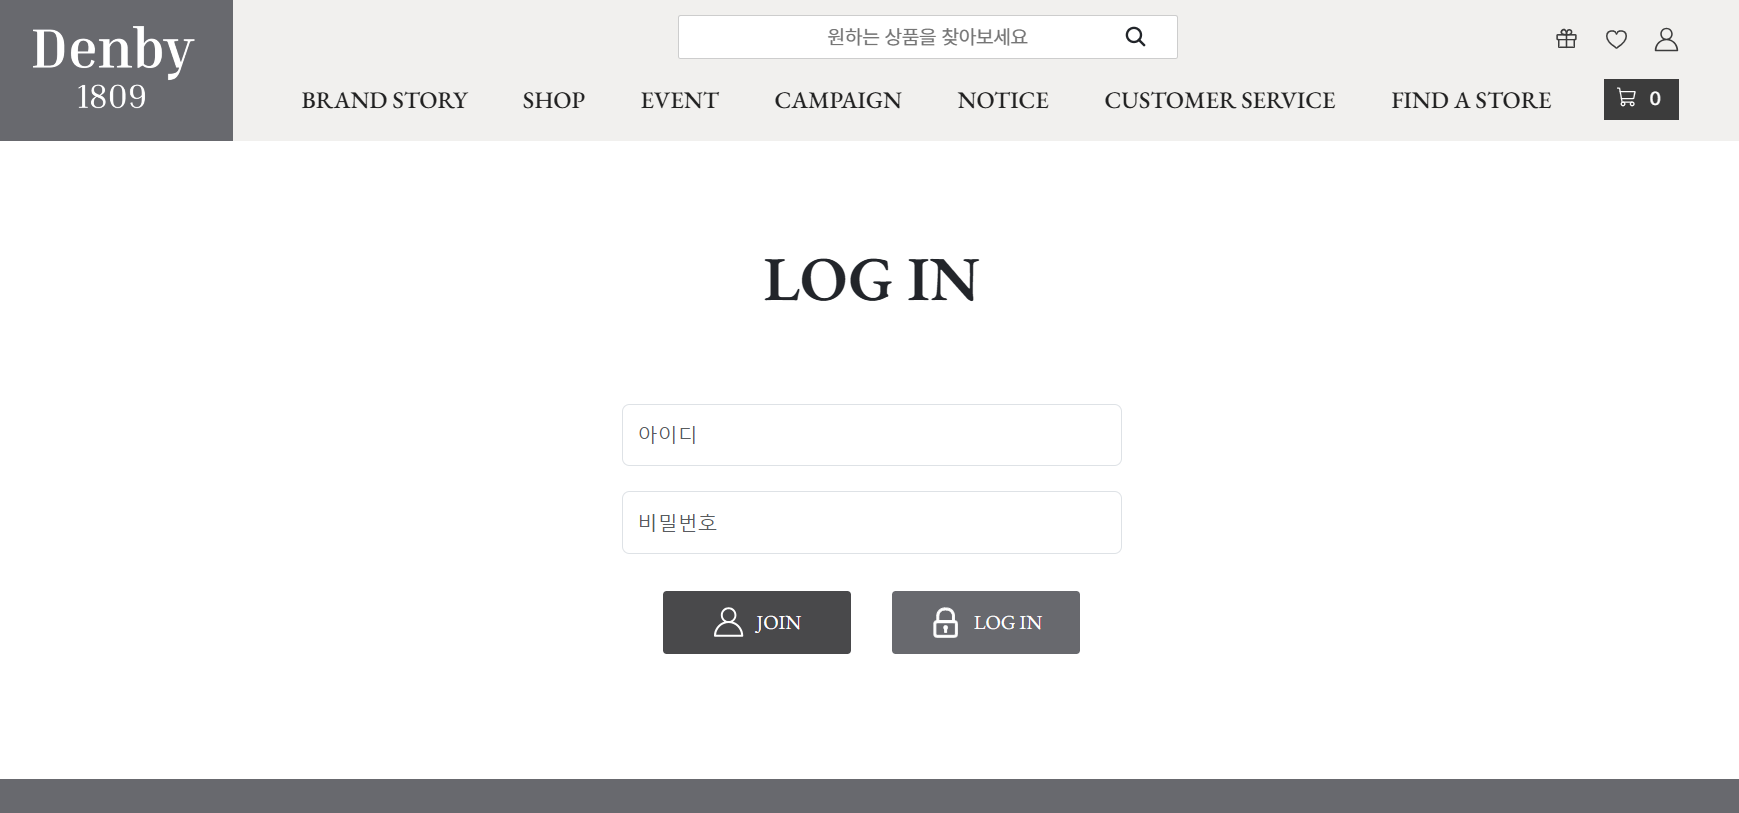 Denby
1809
원하는 상품을 찾아보세요
BRAND STORY SHOP EVENT CAMPAIGN NOTICE CUSTOMER SERVICE FIND A STORE 0
LOG IN
아이디
비밀번호
JOIN LOG IN